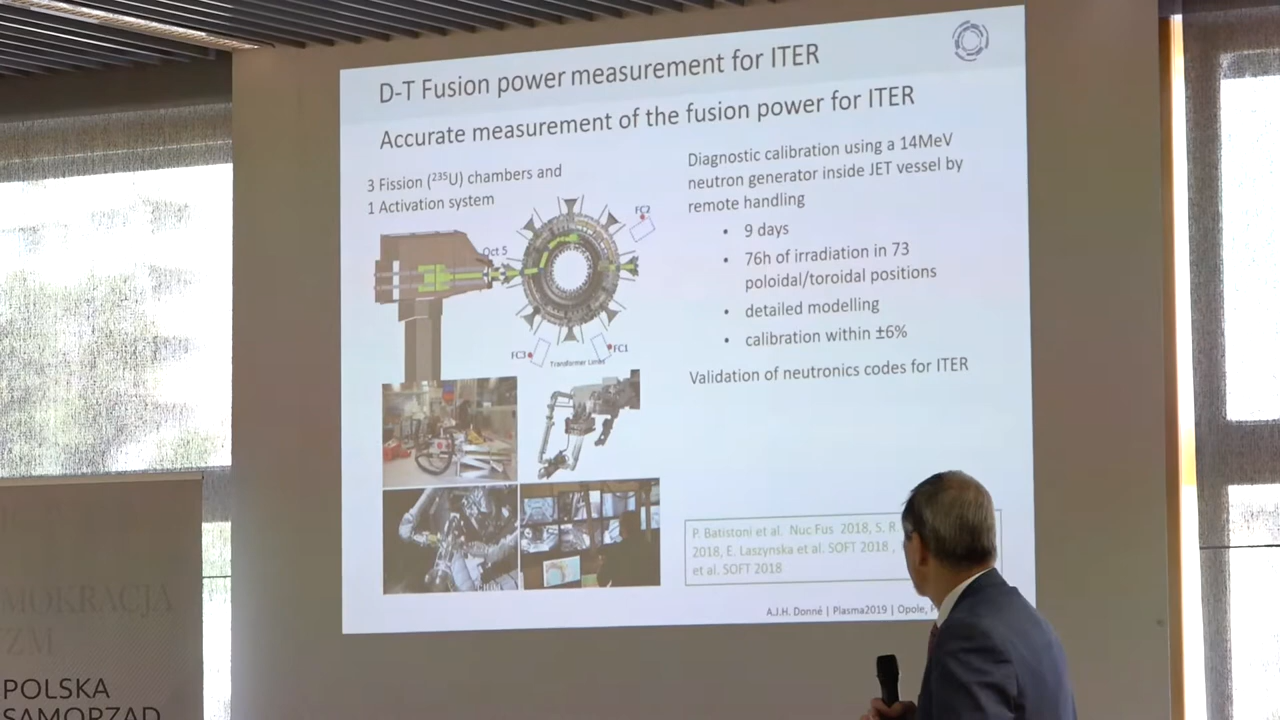 D-T Fusion power measurement for ITER
Accurate measurement of the fusion power for ITER
3 Fission (²³⁵U) chambers and
1 Activation system
Oct 5
FC2
FC3
FC1
Transformer Limbs
Diagnostic calibration using a 14MeV
neutron generator inside JET vessel by
remote handling
• 9 days
• 76h of irradiation in 73
poloidal/toroidal positions
• detailed modelling
• calibration within ±6%
Validation of neutronics codes for ITER
P. Batistoni et al. Nuc Fus 2018, S. R
2018, E. Laszynska et al. SOFT 2018 ,
et al. SOFT 2018
A.J.H. Donné | Plasma2019 | Opole,
MOKRACJA
YZM
POLSKA
SAMORZĄD